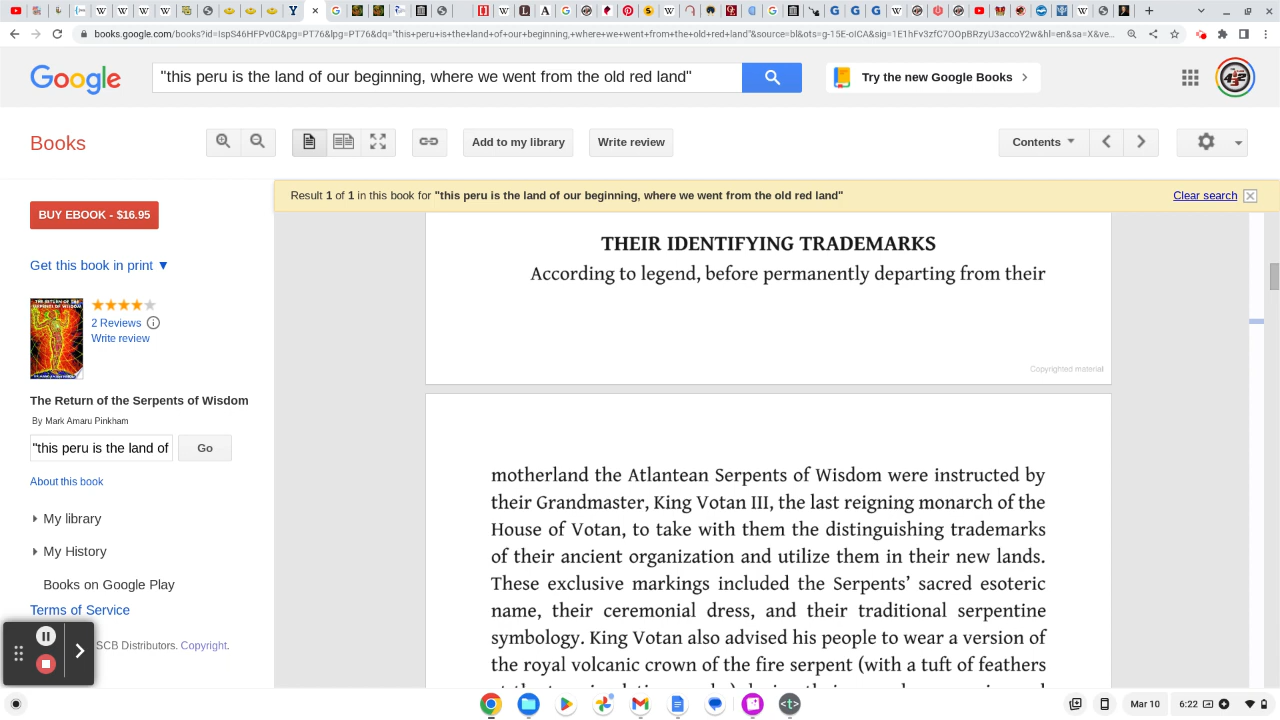 books.google.com/books?id=IspS46HFPv0C&pg=PT76&lpg=PT76&dq="this+peru+is+the+land+of+our+beginning,+where+we+went+from+the+old+red+land"&source=bl&ots=g-15E-oICA&sig=1E1hFv3zfC7OOpBRzyU3accoY2w&hl=en&sa=X&ve...
Google
"this peru is the land of our beginning, where we went from the old red land"
Try the new Google Books
Books
Add to my library
Write review
Contents
Result 1 of 1 in this book for "this peru is the land of our beginning, where we went from the old red land"
Clear search
BUY EBOOK - $16.95
Get this book in print ▼
2 Reviews
Write review
The Return of the Serpents of Wisdom
By Mark Amaru Pinkham
"this peru is the land of
Go
About this book
My library
My History
Books on Google Play
Terms of Service
SCB Distributors. Copyright.
THEIR IDENTIFYING TRADEMARKS
According to legend, before permanently departing from their
Copyrighted material
motherland the Atlantean Serpents of Wisdom were instructed by
their Grandmaster, King Votan III, the last reigning monarch of the
House of Votan, to take with them the distinguishing trademarks
of their ancient organization and utilize them in their new lands.
These exclusive markings included the Serpents' sacred esoteric
name, their ceremonial dress, and their traditional serpentine
symbology. King Votan also advised his people to wear a version of
the royal volcanic crown of the fire serpent (with a tuft of feathers
Mar 10
6:22